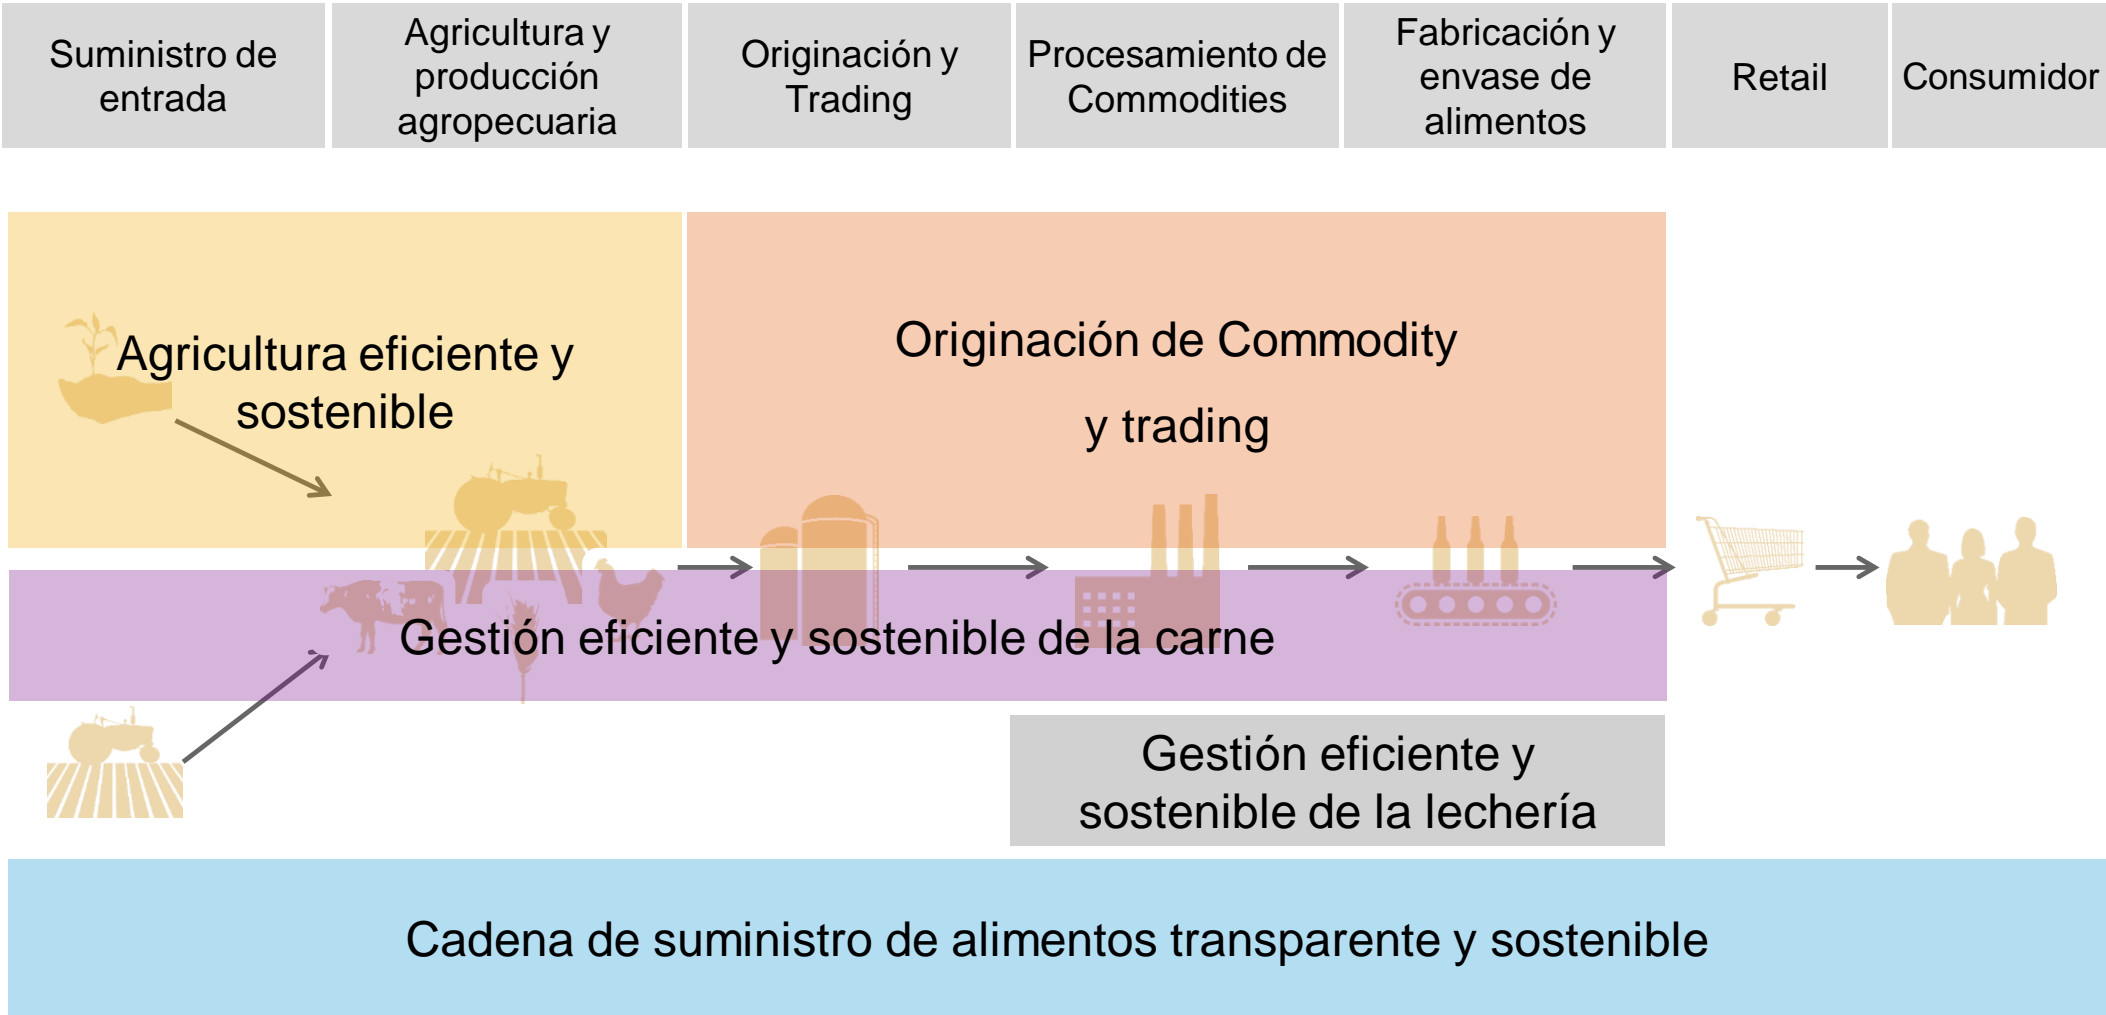 Suministro de
entrada
Agricultura y
producción
agropecuaria
Originación y
Trading
Procesamiento de
Commodities
Fabricación y
envase de
alimentos
Retail
Consumidor
Agricultura eficiente y
sostenible
Originación de Commodity
y trading
Gestión eficiente y sostenible de la carne
Gestión eficiente y
sostenible de la lechería
Cadena de suministro de alimentos transparente y sostenible